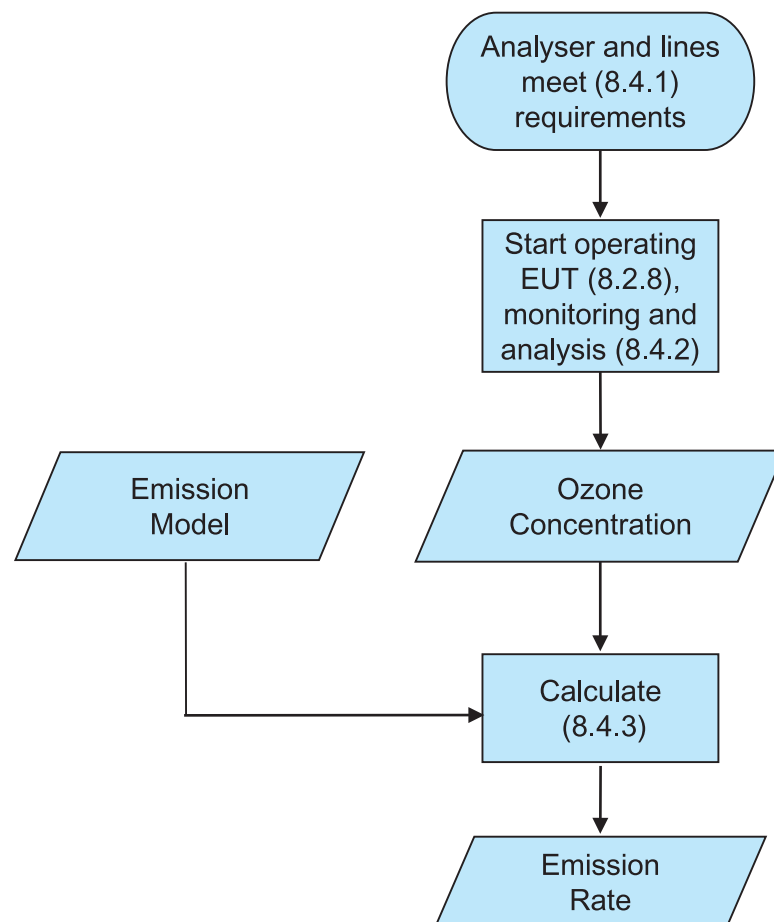 Analyser and lines
meet (8.4.1)
requirements
Start operating
EUT (8.2.8),
monitoring and
analysis (8.4.2)
Emission
Model
Ozone
Concentration
Calculate
(8.4.3)
Emission
Rate